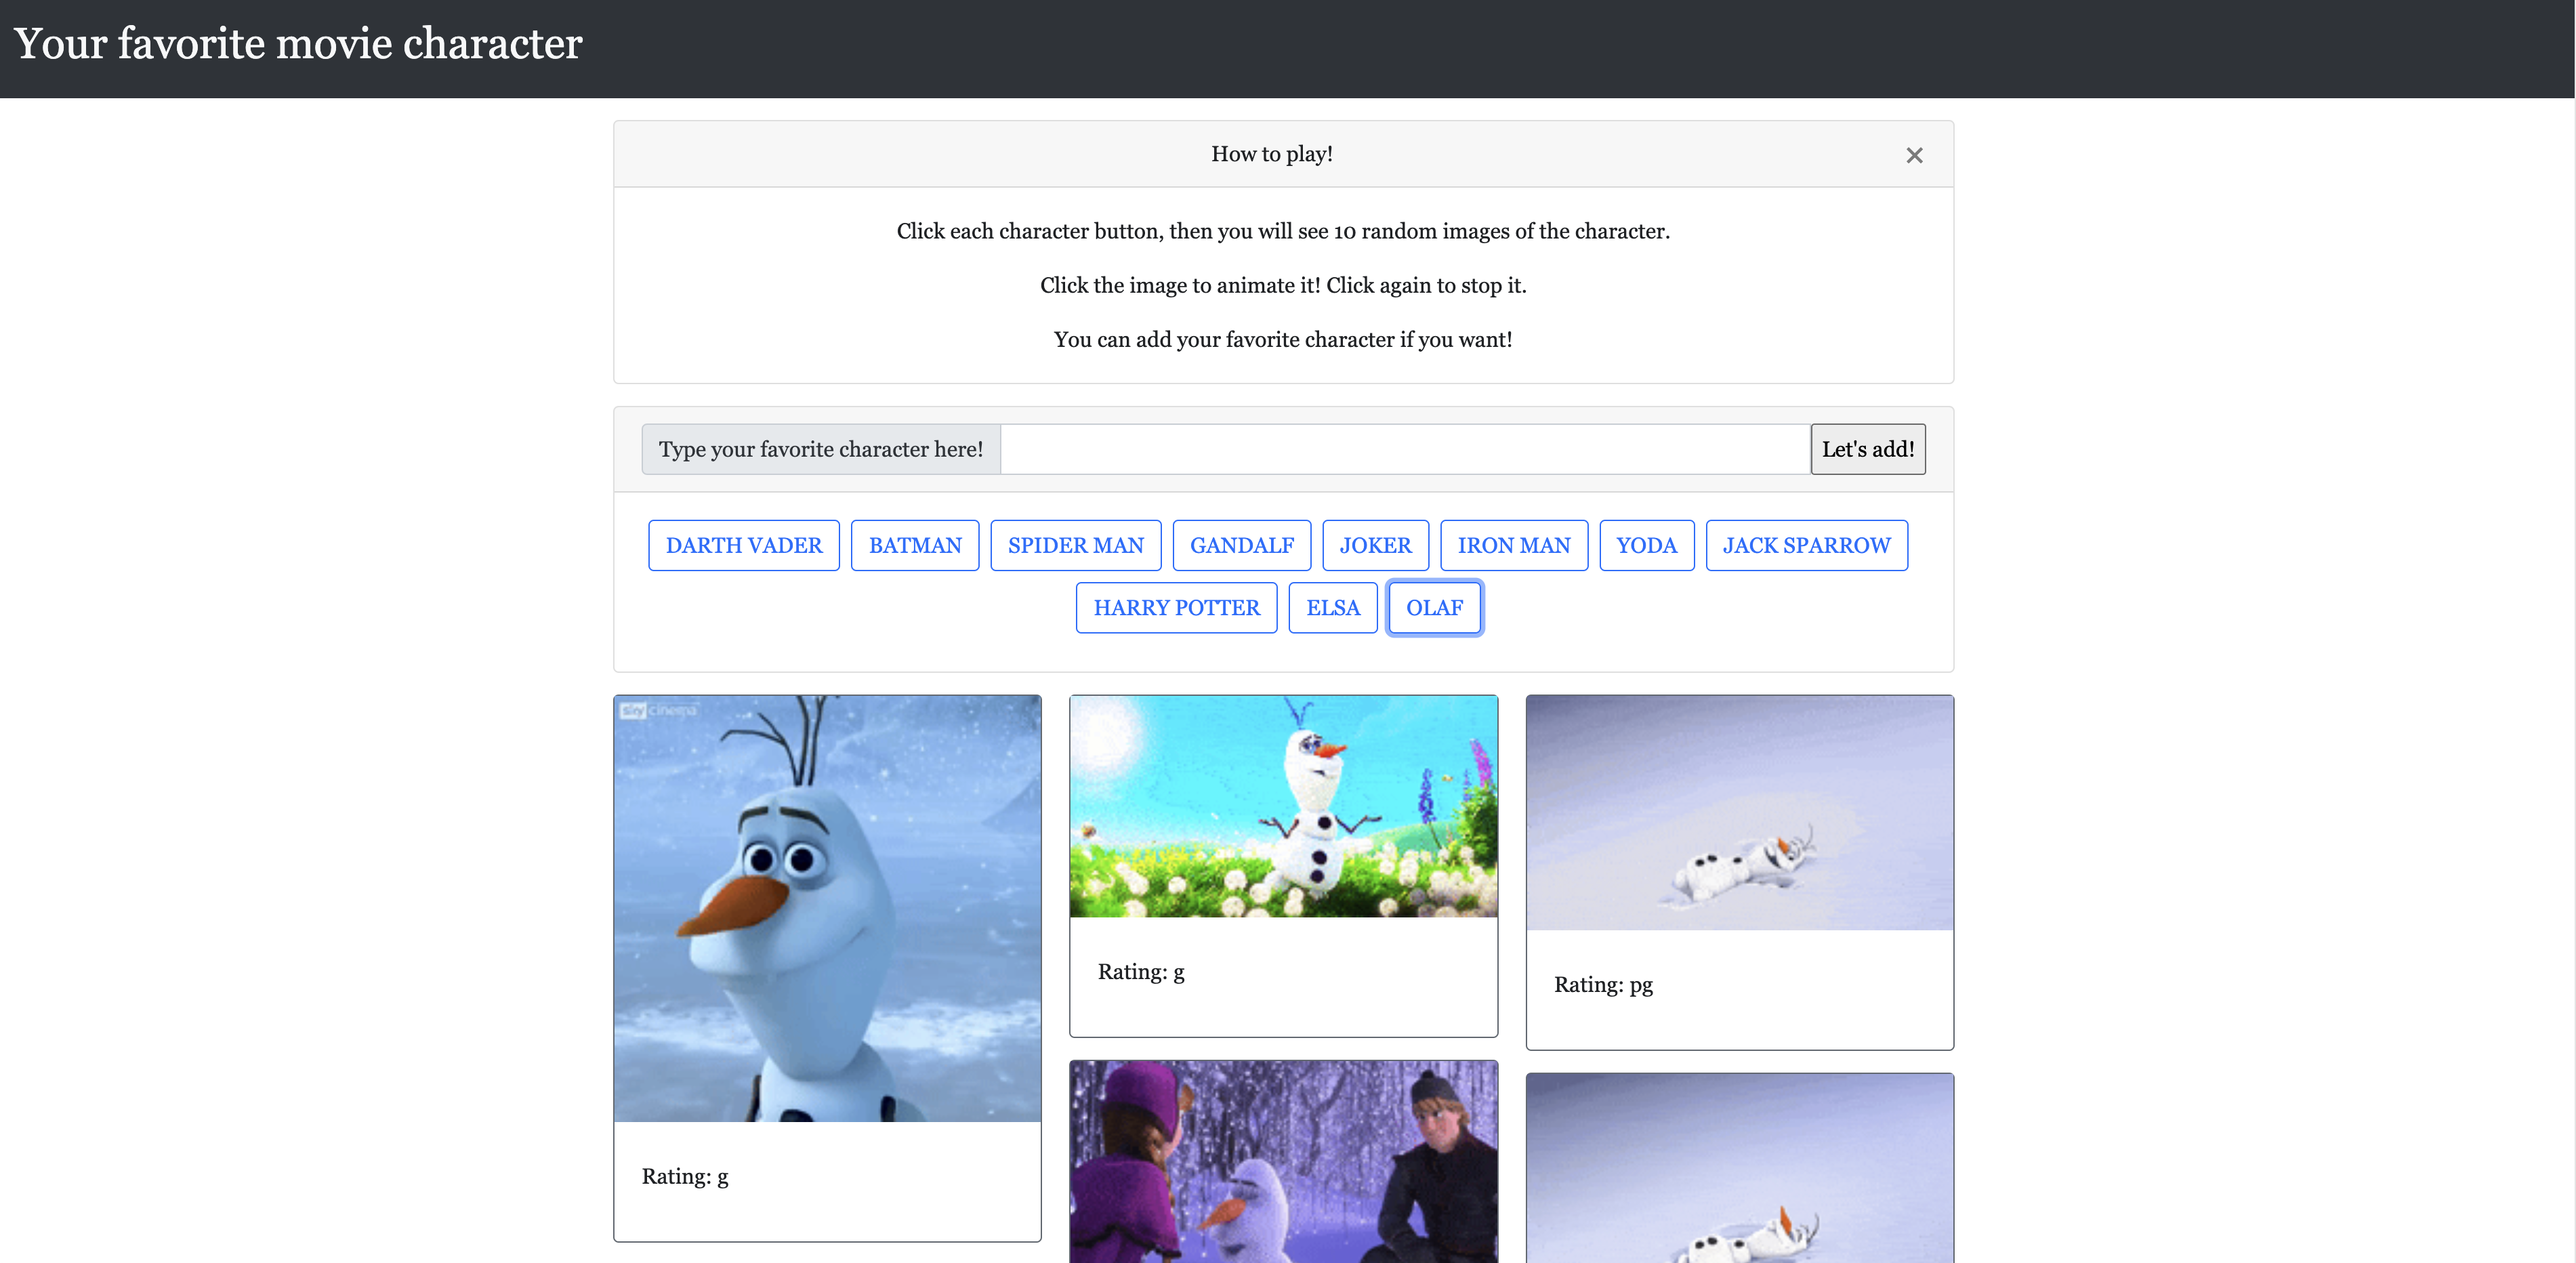 Your favorite movie character
How to play!
×
Click each character button, then you will see 10 random images of the character.
Click the image to animate it! Click again to stop it.
You can add your favorite character if you want!
Type your favorite character here! Let's add!
DARTH VADER BATMAN SPIDER MAN GANDALF JOKER IRON MAN YODA JACK SPARROW
HARRY POTTER ELSA OLAF
sky cinema
Rating: g
Rating: pg
Rating: g